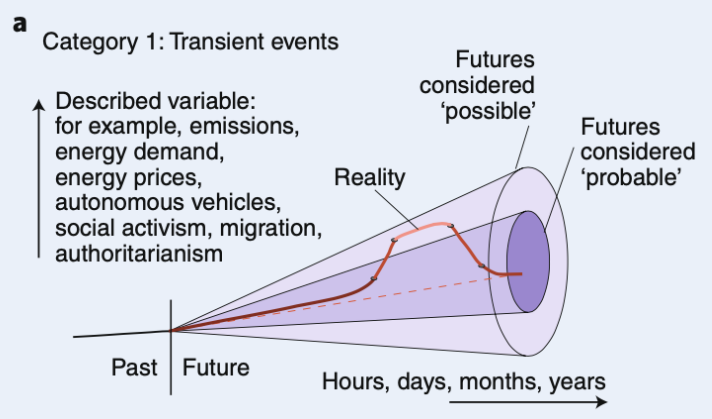 a
Category 1: Transient events
Described variable:
for example, emissions,
energy demand,
energy prices,
autonomous vehicles,
social activism, migration,
authoritarianism
Futures
considered
‘possible’
Futures
considered
‘probable’
Reality
Past
Future
Hours, days, months, years